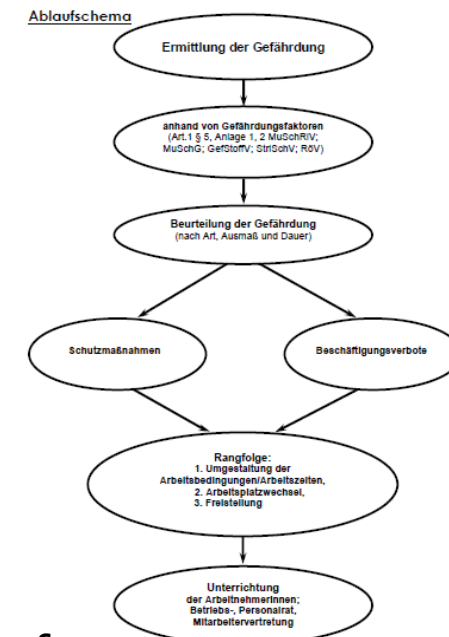 Ablaufschema
Ermittlung der Gefährdung
anhand von Gefährdungsfaktoren
(Art.1 § 5, Anlage 1, 2 MuSchRiV;
MuSchG; GefStoffV; StrlSchV; RöV)
Beurteilung der Gefährdung
(nach Art, Ausmaß und Dauer)
Schutzmaßnahmen
Beschäftigungsverbote
Rangfolge:
1. Umgestaltung der
Arbeitsbedingungen/Arbeitszeiten,
2. Arbeitsplatzwechsel,
3. Freistellung
Unterrichtung
der ArbeitnehmerInnen;
Betriebs-, Personalrat,
Mitarbeitervertretung